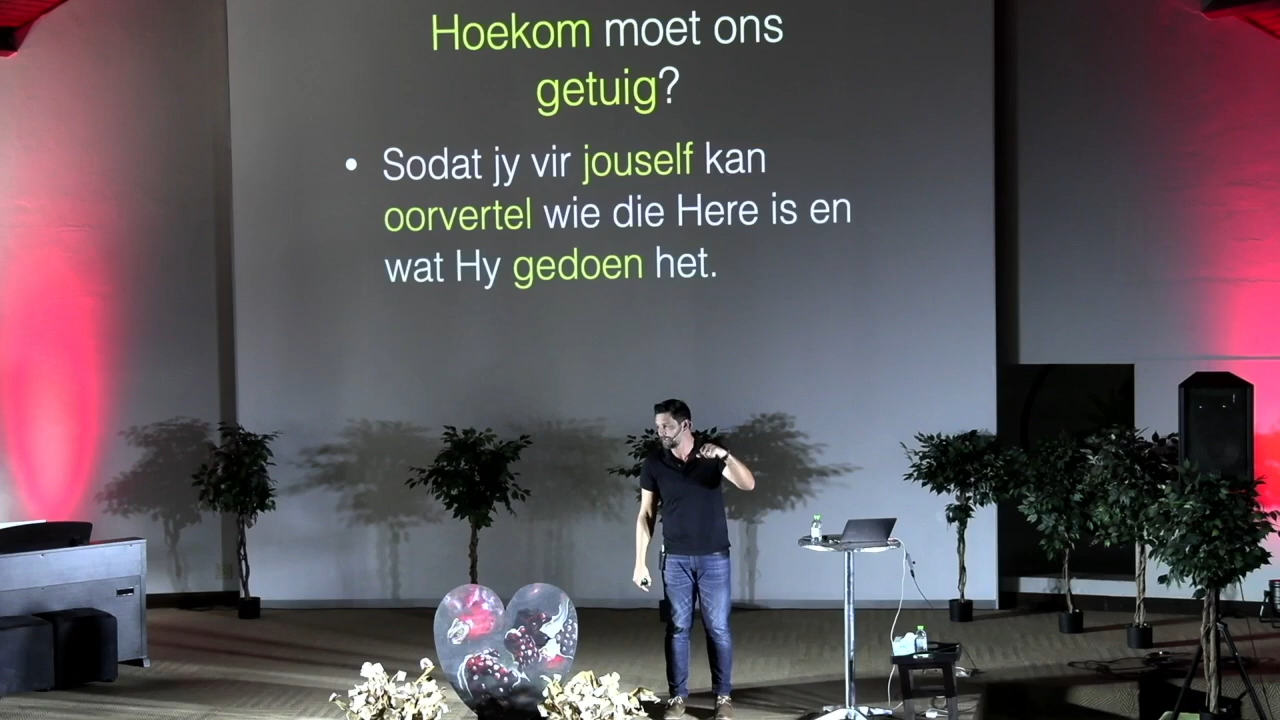 Hoekom moet ons
getuig?
• Sodat jy vir jouself kan
oorvertel wie die Here is en
wat Hy gedoen het.